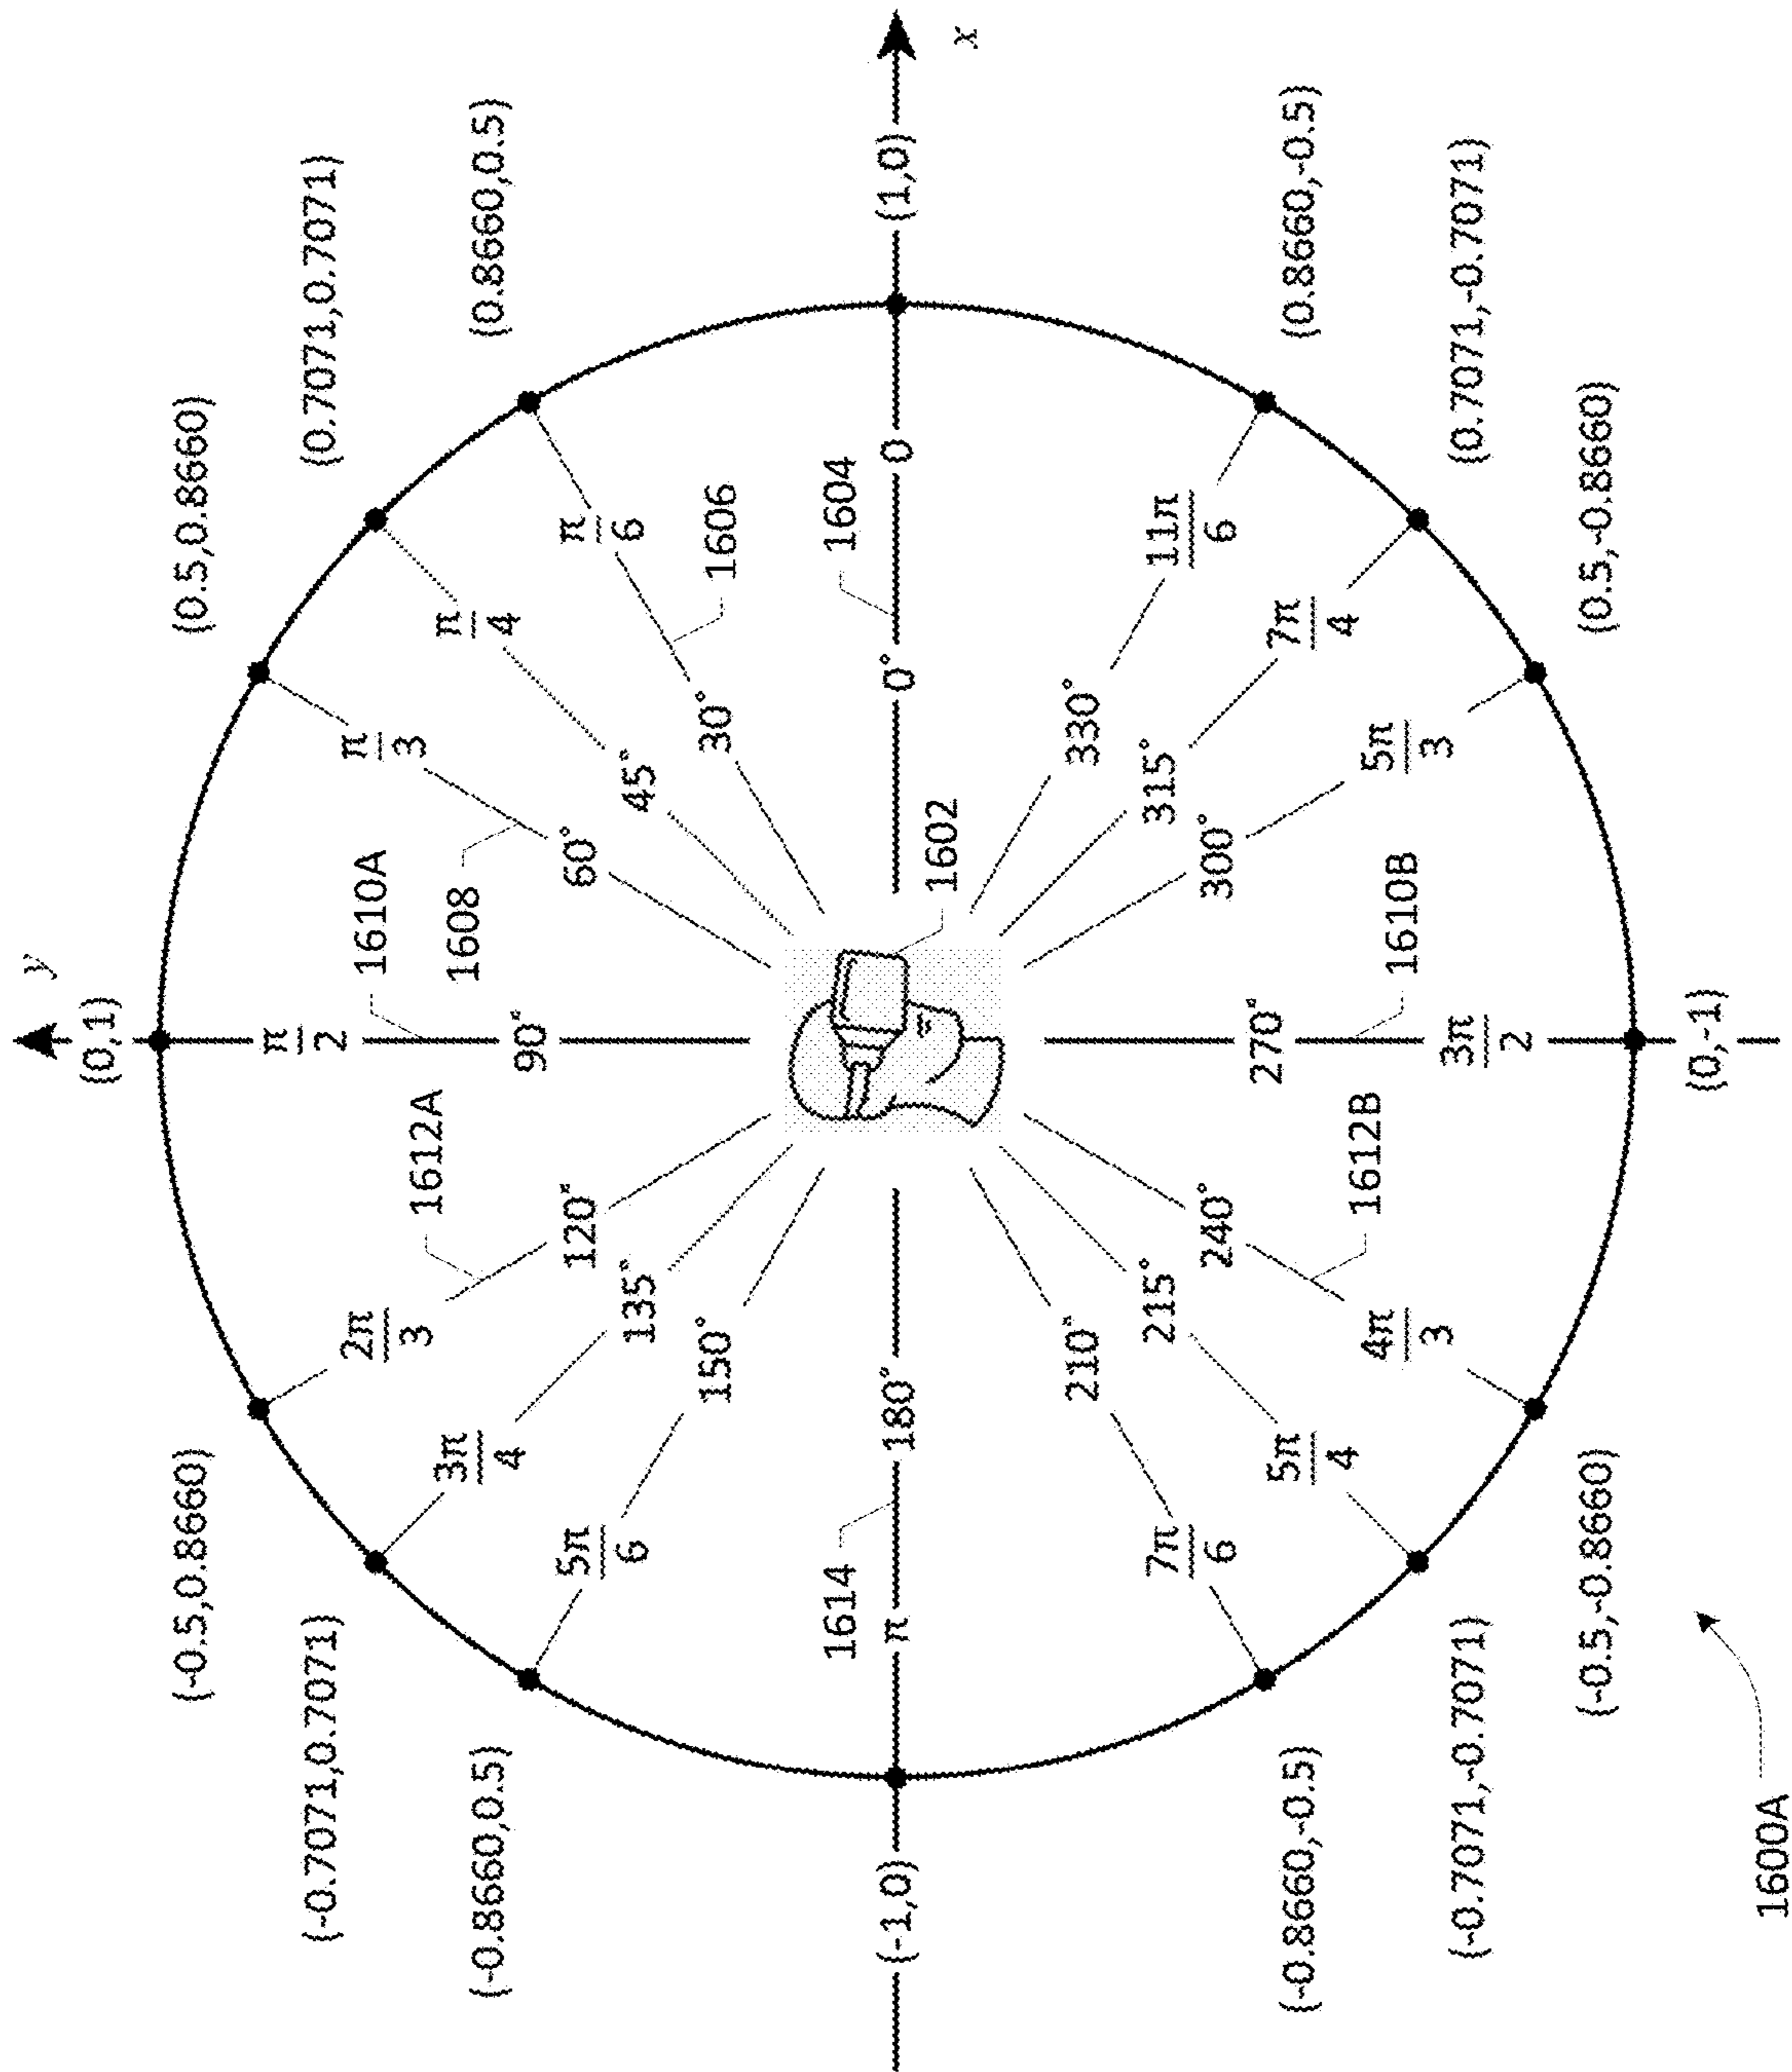 y
(0,1)
(-0.5,0.8660)
(0.5,0.8660)
π/2
(-0.7071,0.7071)
(0.7071,0.7071)
1610A
2π/3
π/3
1612A
1608
3π/4
π/4
(-0.8660,0.5)
(0.8660,0.5)
90°
120°
60°
5π/6
π/6
135°
45°
150°
30°
1606
1614
1604
(-1,0)
π
180°
0°
0
(1,0)
1602
x
210°
330°
215°
315°
7π/6
11π/6
240°
300°
270°
(-0.8660,-0.5)
(0.8660,-0.5)
5π/4
7π/4
1612B
1610B
4π/3
5π/3
(-0.7071,-0.7071)
(0.7071,-0.7071)
3π/2
(-0.5,-0.8660)
(0.5,-0.8660)
(0,-1)
1600A